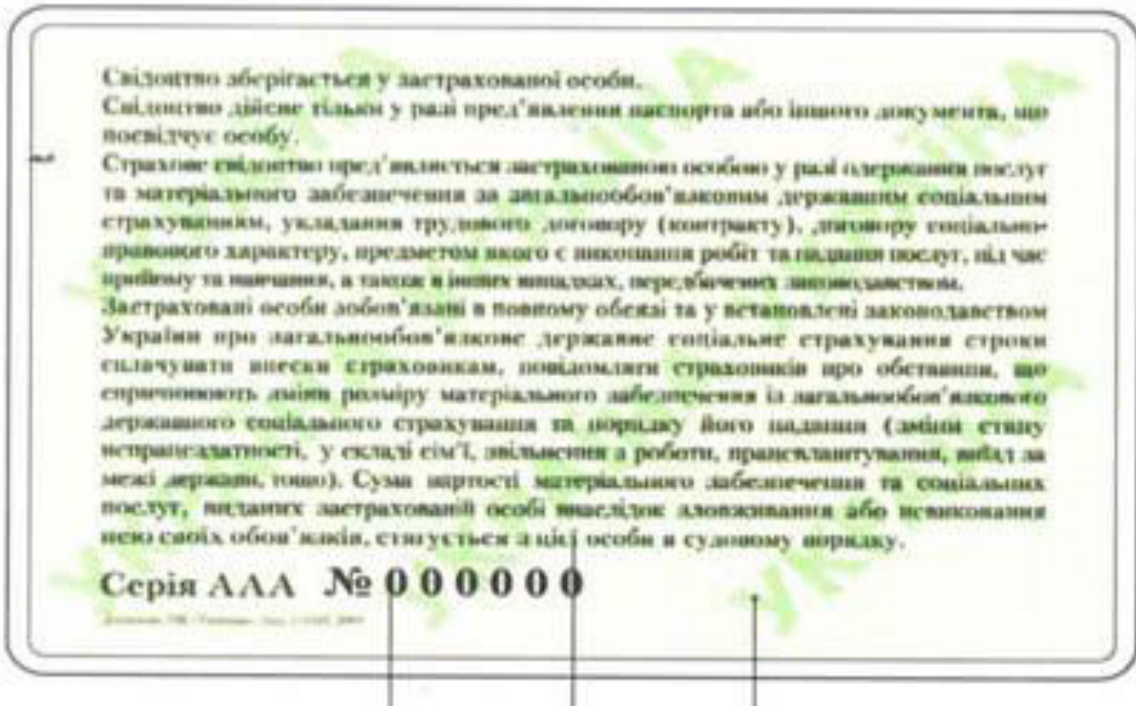 Свідоцтво зберігається у застрахованої особи.
Свідоцтво дійсне тільки у разі пред'явлення паспорта або іншого документа, що
посвідчує особу.
Страхове свідоцтво пред'являється застрахованою особою у разі одержання послуг
та матеріального забезпечення за загальнообов'язковим державним соціальним
страхуванням, укладання трудового договору (контракту), договору соціально-
правового характеру, предметом якого є виконання робіт та надання послуг, під час
прийому та навчання, а також в інших випадках, передбачених законодавством.
Застраховані особи зобов'язані в повному обсязі та у встановлені законодавством
України про загальнообов'язкове державне соціальне страхування строки
сплачувати внески страховикам, повідомляти страховиків про обставини, що
спричинюють зміни розміру матеріального забезпечення із загальнообов'язкового
державного соціального страхування та порядку його надання (зміни стану
непрацездатності, у складі сім'ї, звільнення з роботи, працевлаштування, виїзд за
межі держави, тощо). Сума вартості матеріального забезпечення та соціальних
послуг, виданих застрахованій особі внаслідок зловживання або невиконання
нею своїх обов'язків, стягується з цієї особи в судовому порядку.
Серія ААА № 000000